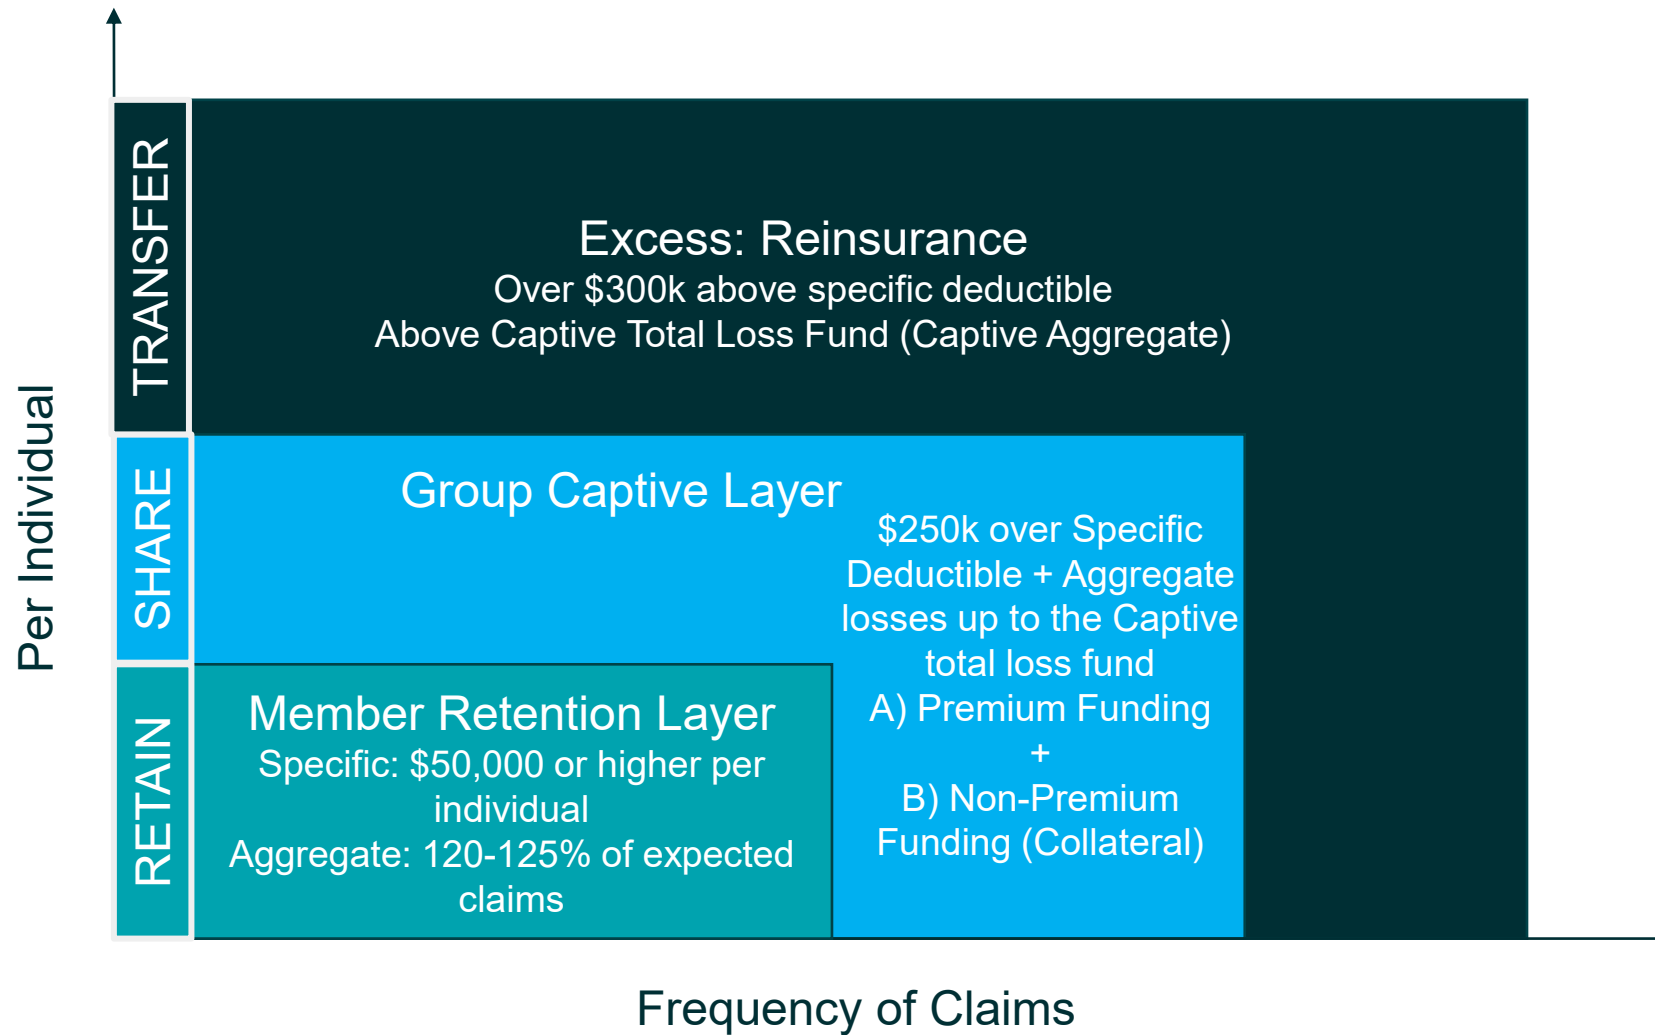 TRANSFER
Excess: Reinsurance
Over $300k above specific deductible
Above Captive Total Loss Fund (Captive Aggregate)
Per Individual
SHARE
Group Captive Layer
$250k over Specific
Deductible + Aggregate
losses up to the Captive
total loss fund
A) Premium Funding
+
B) Non-Premium
Funding (Collateral)
RETAIN
Member Retention Layer
Specific: $50,000 or higher per
individual
Aggregate: 120-125% of expected
claims
Frequency of Claims